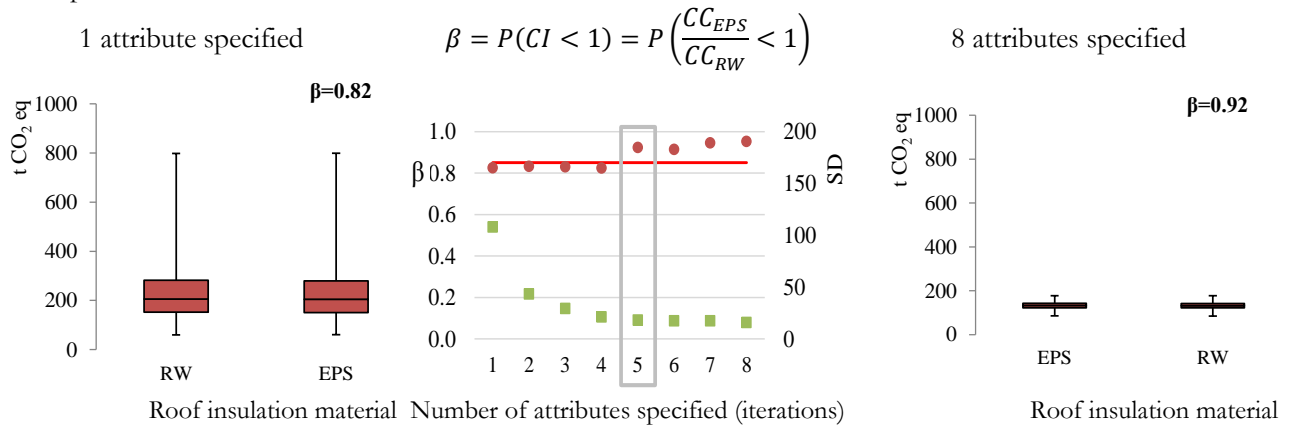 1 attribute specified
β = P(CI < 1) = P(CC_EPS / CC_RW < 1)
8 attributes specified
β=0.82
t CO2 eq
1000
800
600
400
200
0
RW
EPS
Roof insulation material
β
1.0
0.8
0.6
0.4
0.2
0.0
200
150
100
50
0
SD
1 2 3 4 5 6 7 8
Number of attributes specified (iterations)
β=0.92
t CO2 eq
1000
800
600
400
200
0
EPS
RW
Roof insulation material